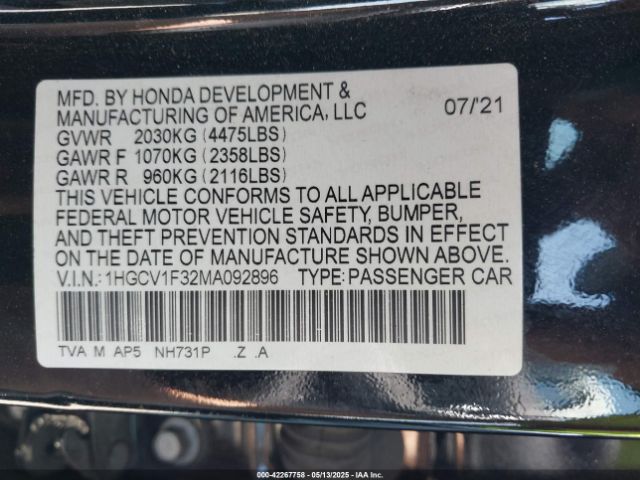 MFD. BY HONDA DEVELOPMENT &
MANUFACTURING OF AMERICA, LLC 07/'21
GVWR 2030KG (4475LBS)
GAWR F 1070KG (2358LBS)
GAWR R 960KG (2116LBS)
THIS VEHICLE CONFORMS TO ALL APPLICABLE
FEDERAL MOTOR VEHICLE SAFETY, BUMPER,
AND THEFT PREVENTION STANDARDS IN EFFECT
ON THE DATE OF MANUFACTURE SHOWN ABOVE.
V.I.N.: 1HGCV1F32MA092896 TYPE: PASSENGER CAR
TVA M AP5 NH731P .Z .A
000-42267758 - 05/13/2025 - IAA Inc.